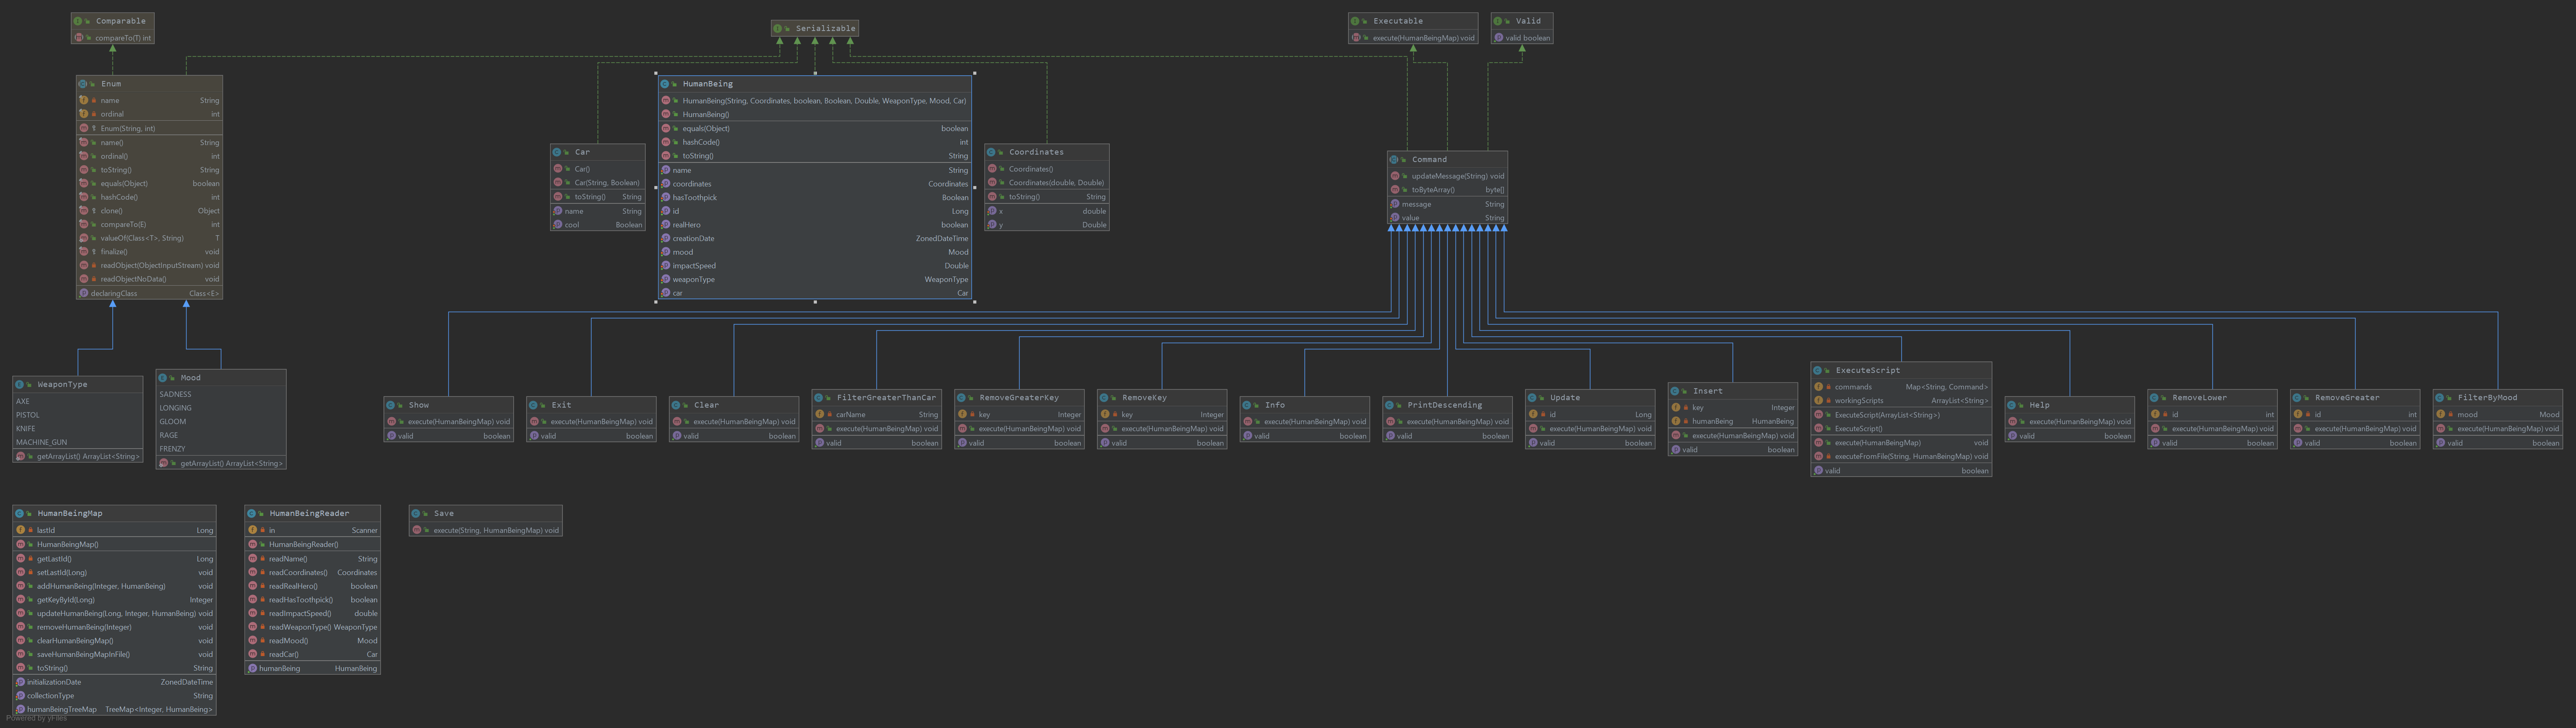 Comparable
compareTo(T) int
Serializable
Executable
execute(HumanBeingMap) void
Valid
valid boolean
Enum
name String
ordinal int
Enum(String, int)
name() String
ordinal() int
toString() String
equals(Object) boolean
hashCode() int
clone() Object
compareTo(E) int
valueOf(Class<T>, String) T
finalize() void
readObject(ObjectInputStream) void
readObjectNoData() void
declaringClass Class<E>
Car
Car()
Car(String, Boolean)
toString() String
name String
cool Boolean
HumanBeing
HumanBeing(String, Coordinates, boolean, Boolean, Double, WeaponType, Mood, Car)
HumanBeing()
equals(Object) boolean
hashCode() int
toString() String
name String
coordinates Coordinates
hasToothpick Boolean
id Long
realHero boolean
creationDate ZonedDateTime
mood Mood
impactSpeed Double
weaponType WeaponType
car Car
Coordinates
Coordinates()
Coordinates(double, Double)
toString() String
x double
y Double
Command
updateMessage(String) void
toByteArray() byte[]
message String
value String
WeaponType
AXE
PISTOL
KNIFE
MACHINE_GUN
getArrayList() ArrayList<String>
Mood
SADNESS
LONGING
GLOOM
RAGE
FRENZY
getArrayList() ArrayList<String>
Show
execute(HumanBeingMap) void
valid boolean
Exit
execute(HumanBeingMap) void
valid boolean
Clear
execute(HumanBeingMap) void
valid boolean
FilterGreaterThanCar
carName String
execute(HumanBeingMap) void
valid boolean
RemoveGreaterKey
key Integer
execute(HumanBeingMap) void
valid boolean
RemoveKey
key Integer
execute(HumanBeingMap) void
valid boolean
Info
execute(HumanBeingMap) void
valid boolean
PrintDescending
execute(HumanBeingMap) void
valid boolean
Update
id Long
execute(HumanBeingMap) void
valid boolean
Insert
key Integer
humanBeing HumanBeing
execute(HumanBeingMap) void
valid boolean
ExecuteScript
commands Map<String, Command>
workingScripts ArrayList<String>
ExecuteScript(ArrayList<String>)
ExecuteScript()
execute(HumanBeingMap) void
executeFromFile(String, HumanBeingMap) void
valid boolean
Help
execute(HumanBeingMap) void
valid boolean
RemoveLower
id int
execute(HumanBeingMap) void
valid boolean
RemoveGreater
id int
execute(HumanBeingMap) void
valid boolean
FilterByMood
mood Mood
execute(HumanBeingMap) void
valid boolean
HumanBeingMap
lastId Long
HumanBeingMap()
getLastId() Long
setLastId(Long) void
addHumanBeing(Integer, HumanBeing) void
getKeyById(Long) Integer
updateHumanBeing(Long, Integer, HumanBeing) void
removeHumanBeing(Integer) void
clearHumanBeingMap() void
saveHumanBeingMapInFile() void
toString() String
initializationDate ZonedDateTime
collectionType String
humanBeingTreeMap TreeMap<Integer, HumanBeing>
Powered by yFiles
HumanBeingReader
in Scanner
HumanBeingReader()
readName() String
readCoordinates() Coordinates
readRealHero() boolean
readHasToothpick() boolean
readImpactSpeed() double
readWeaponType() WeaponType
readMood() Mood
readCar() Car
humanBeing HumanBeing
Save
execute(String, HumanBeingMap) void